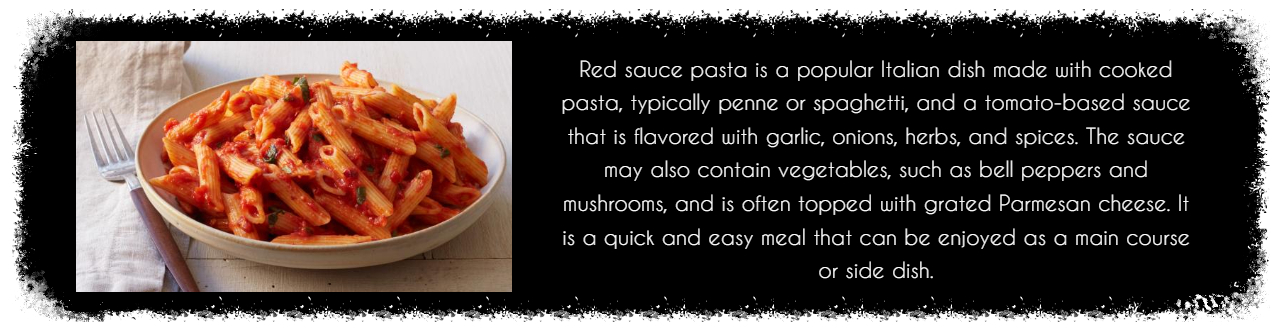 Red sauce pasta is a popular Italian dish made with cooked
pasta, typically penne or spaghetti, and a tomato-based sauce
that is flavored with garlic, onions, herbs, and spices. The sauce
may also contain vegetables, such as bell peppers and
mushrooms, and is often topped with grated Parmesan cheese. It
is a quick and easy meal that can be enjoyed as a main course
or side dish.